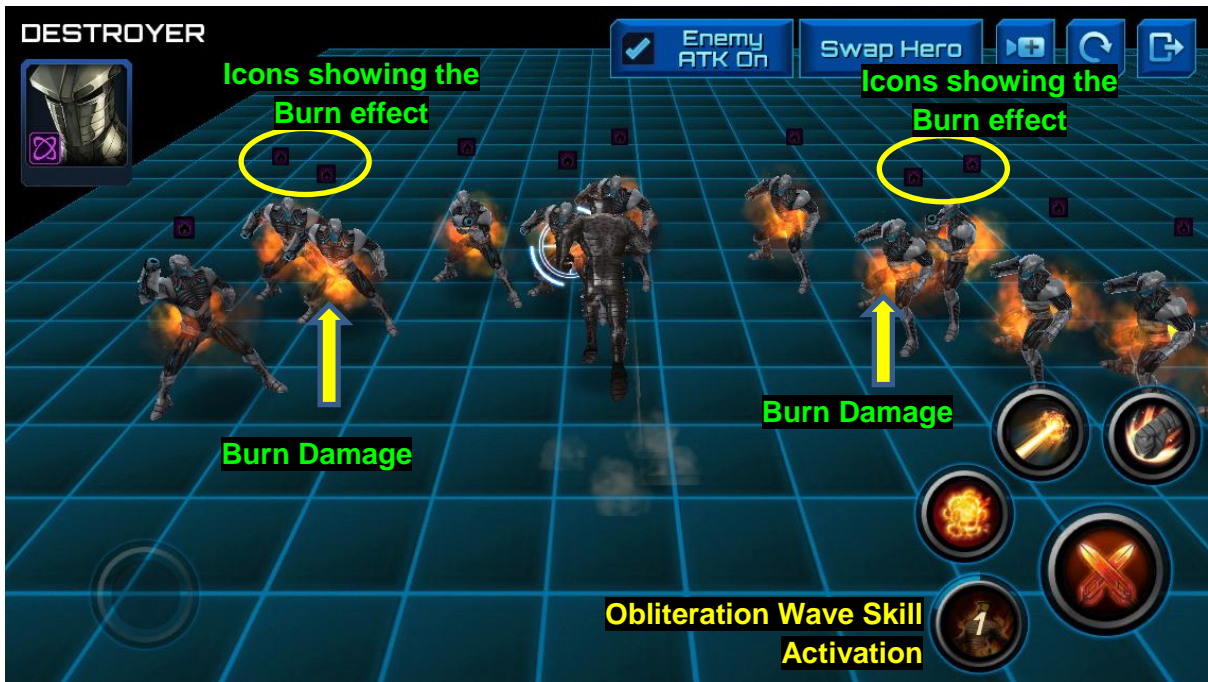 DESTROYER
Enemy
ATK On
Swap Hero
Icons showing the
Burn effect
Icons showing the
Burn effect
Burn Damage
Burn Damage
Obliteration Wave Skill
Activation
1